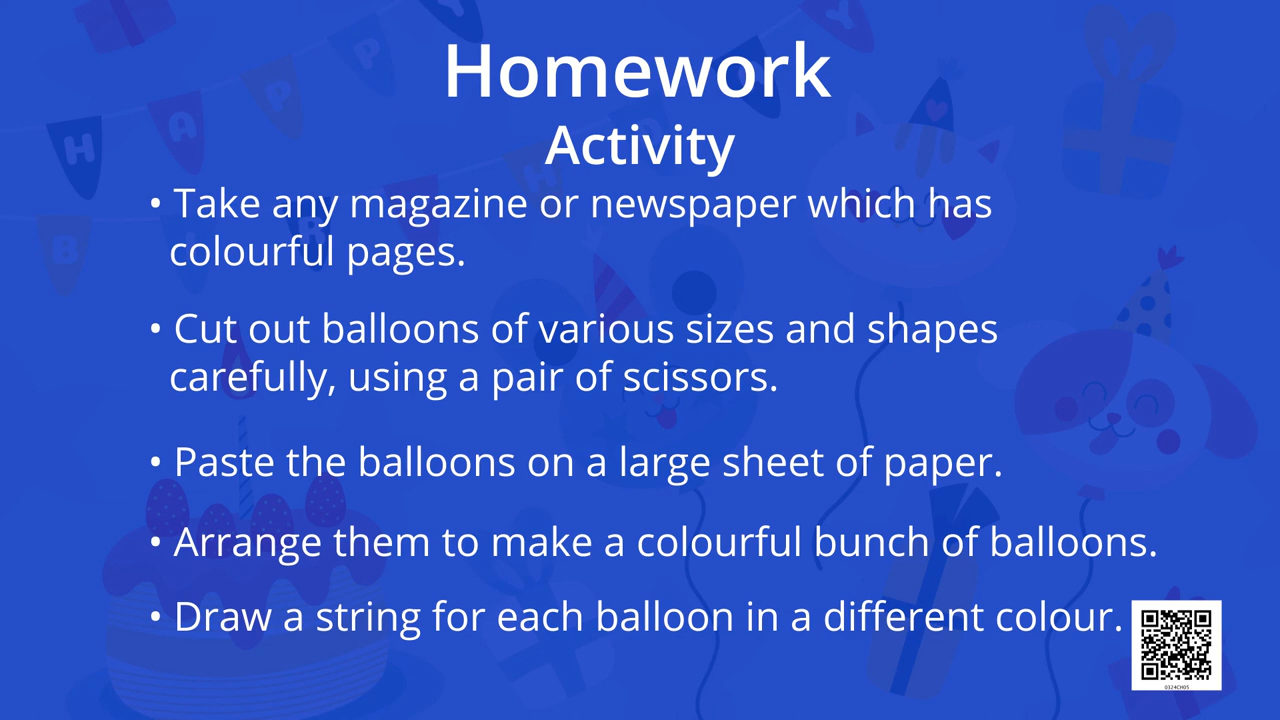 Homework
Activity
• Take any magazine or newspaper which has
colourful pages.
• Cut out balloons of various sizes and shapes
carefully, using a pair of scissors.
• Paste the balloons on a large sheet of paper.
• Arrange them to make a colourful bunch of balloons.
• Draw a string for each balloon in a different colour.
H A P P Y
B
0324CH05